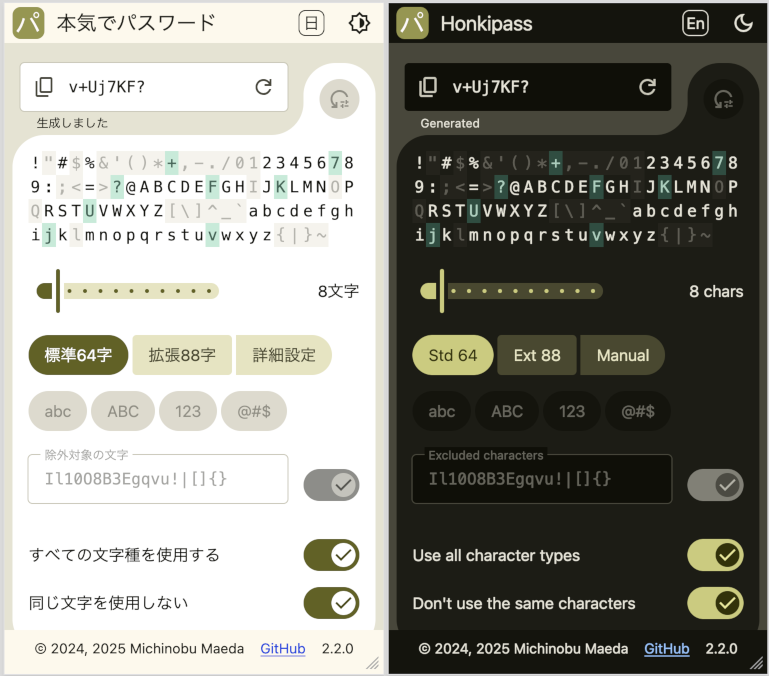 パ 本気でパスワード 日
v+Uj7KF?
生成しました
!"#$%&'()*+,-./0123456789:;<=>?@ABCDEFGHIJKLMNOPQRSTUVWXYZ[\]^_`abcdefghijklmnopqrstuvwxyz{|}~
8文字
標準64字 拡張88字 詳細設定
abc ABC 123 @#$
除外対象の文字
Il10O8B3Egqvu!|[]{}
すべての文字種を使用する
同じ文字を使用しない
© 2024, 2025 Michinobu Maeda GitHub 2.2.0
パ Honkipass En
v+Uj7KF?
Generated
!"#$%&'()*+,-./0123456789:;<=>?@ABCDEFGHIJKLMNOPQRSTUVWXYZ[\]^_`abcdefghijklmnopqrstuvwxyz{|}~
8 chars
Std 64 Ext 88 Manual
abc ABC 123 @#$
Excluded characters
Il10O8B3Egqvu!|[]{}
Use all character types
Don't use the same characters
© 2024, 2025 Michinobu Maeda GitHub 2.2.0